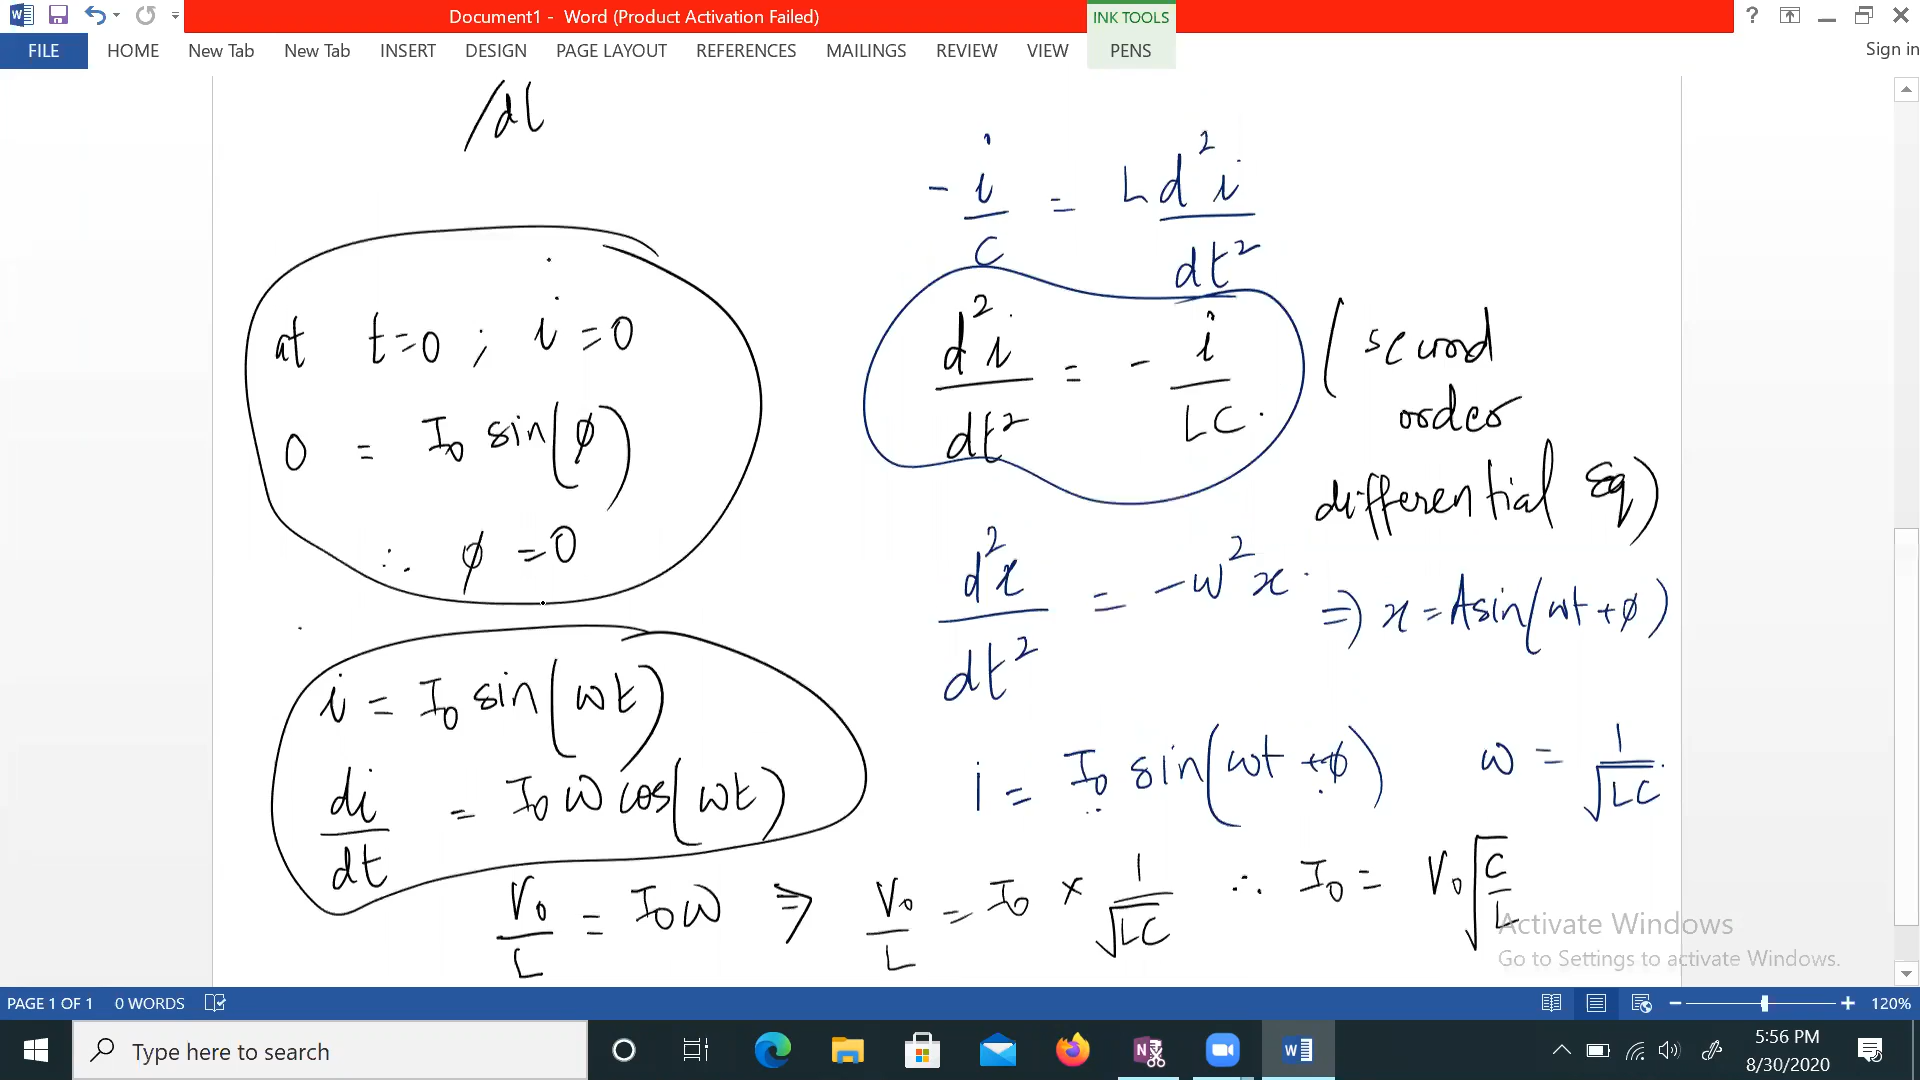 Document1 - Word (Product Activation Failed)
INK TOOLS
FILE HOME New Tab New Tab INSERT DESIGN PAGE LAYOUT REFERENCES MAILINGS REVIEW VIEW PENS
Sign in
-i/C = L d²i/dt²
d²i/dt² = - i/LC
(second
order
differential Eq)
d²x/dt² = -ω²x ⇒ x = A sin(ωt + φ)
i = I₀ sin(ωt + φ) ω = 1/√LC
at t=0 ; i=0
0 = I₀ sin(φ)
∴ φ = 0
i = I₀ sin(ωt)
di/dt = I₀ ω cos(ωt)
V₀/L = I₀ω ⇒ V₀/L = I₀ × 1/√LC ∴ I₀ = V₀√C/L
Activate Windows
Go to Settings to activate Windows.
PAGE 1 OF 1 0 WORDS
120%
Type here to search
5:56 PM
8/30/2020